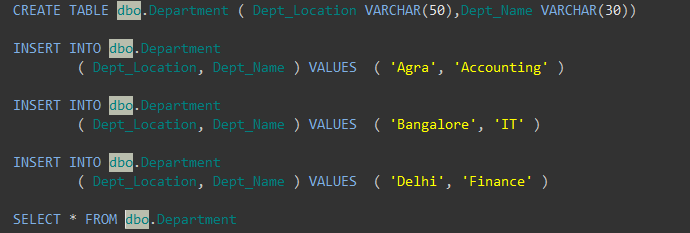 CREATE TABLE dbo.Department ( Dept_Location VARCHAR(50),Dept_Name VARCHAR(30))
INSERT INTO dbo.Department
( Dept_Location, Dept_Name ) VALUES ( 'Agra', 'Accounting' )
INSERT INTO dbo.Department
( Dept_Location, Dept_Name ) VALUES ( 'Bangalore', 'IT' )
INSERT INTO dbo.Department
( Dept_Location, Dept_Name ) VALUES ( 'Delhi', 'Finance' )
SELECT * FROM dbo.Department